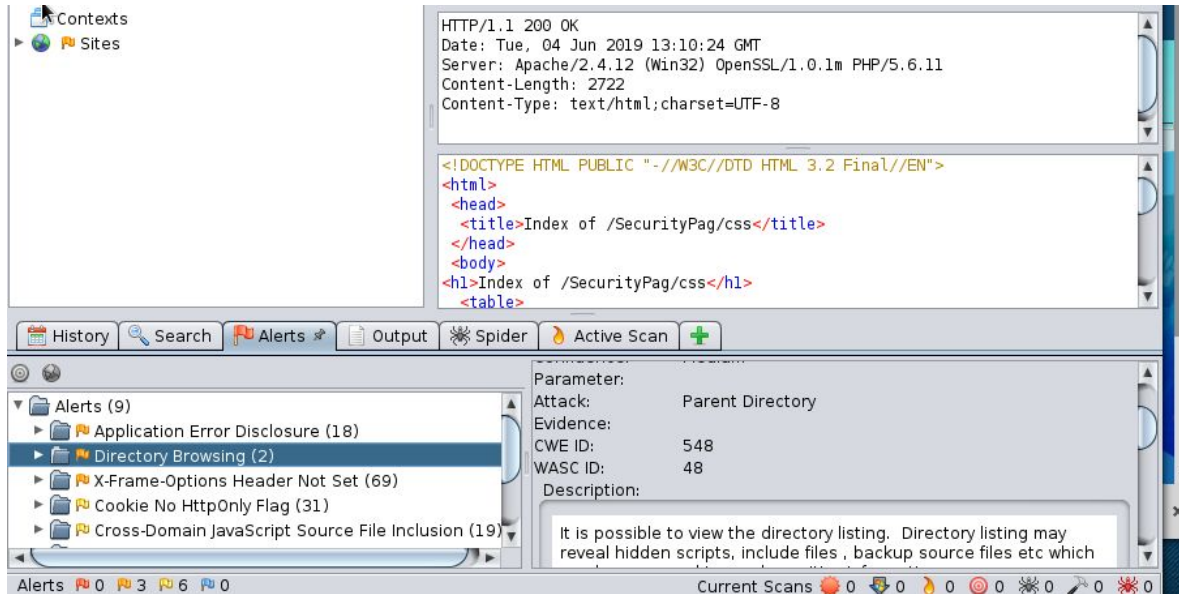 Contexts
Sites
HTTP/1.1 200 OK
Date: Tue, 04 Jun 2019 13:10:24 GMT
Server: Apache/2.4.12 (Win32) OpenSSL/1.0.1m PHP/5.6.11
Content-Length: 2722
Content-Type: text/html;charset=UTF-8
<!DOCTYPE HTML PUBLIC "-//W3C//DTD HTML 3.2 Final//EN">
<html>
<head>
<title>Index of /SecurityPag/css</title>
</head>
<body>
<h1>Index of /SecurityPag/css</h1>
<table>
History Search Alerts Output Spider Active Scan
Alerts (9)
Application Error Disclosure (18)
Directory Browsing (2)
X-Frame-Options Header Not Set (69)
Cookie No HttpOnly Flag (31)
Cross-Domain JavaScript Source File Inclusion (19)
Parameter:
Attack: Parent Directory
Evidence:
CWE ID: 548
WASC ID: 48
Description:
It is possible to view the directory listing. Directory listing may
reveal hidden scripts, include files , backup source files etc which
Alerts 0 3 6 0
Current Scans 0 0 0 0 0 0 0